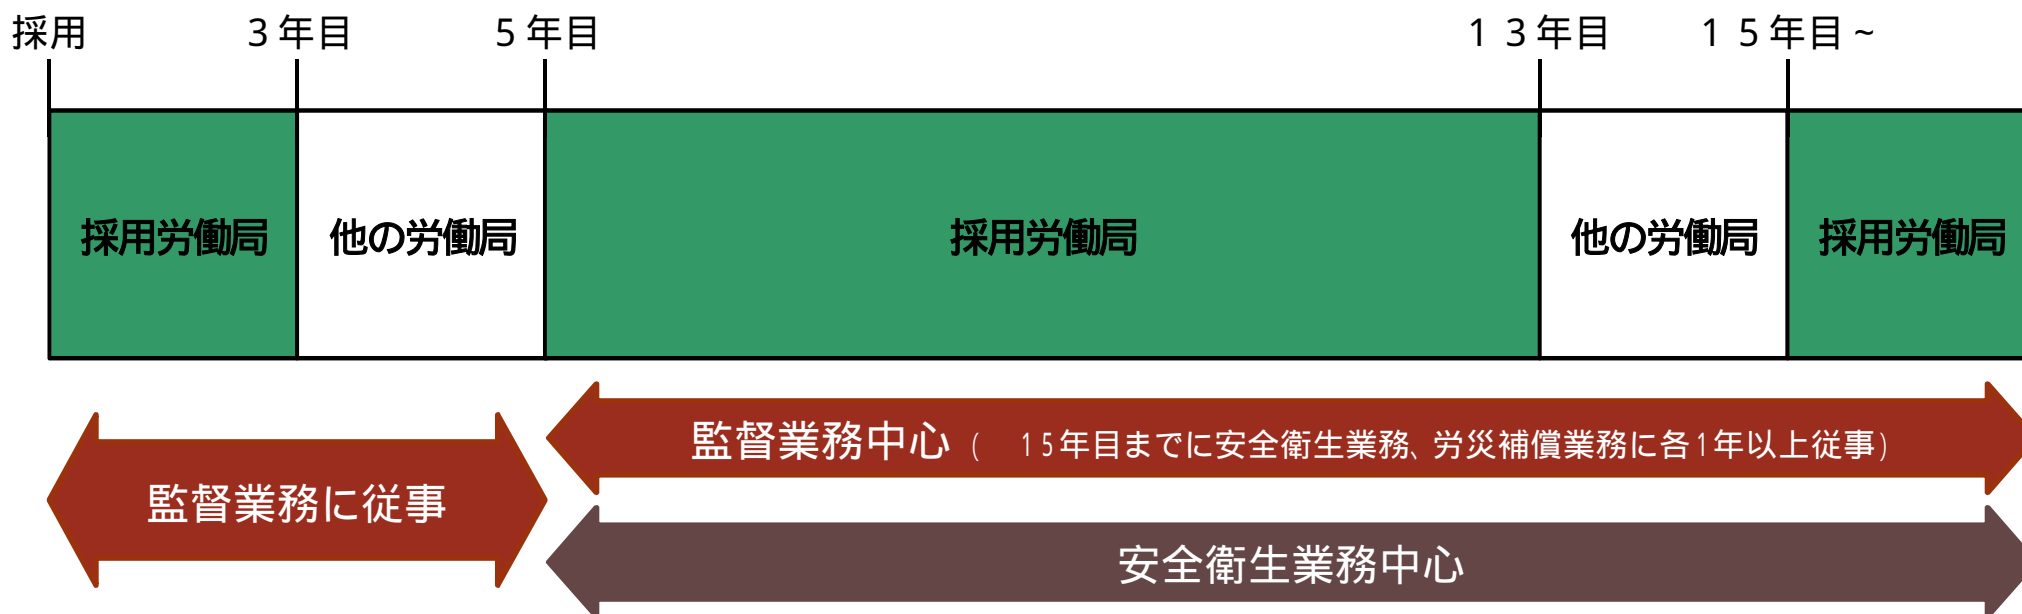 採用 3年目 5年目 13年目 15年目~
採用労働局 他の労働局 採用労働局 他の労働局 採用労働局
監督業務中心( 15年目までに安全衛生業務、労災補償業務に各1年以上従事)
監督業務に従事
安全衛生業務中心